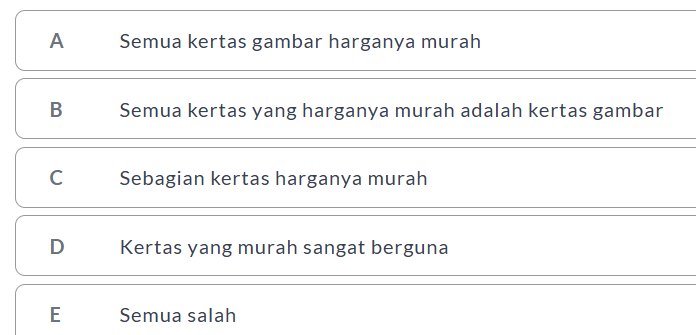 A Semua kertas gambar harganya murah
B Semua kertas yang harganya murah adalah kertas gambar
C Sebagian kertas harganya murah
D Kertas yang murah sangat berguna
E Semua salah